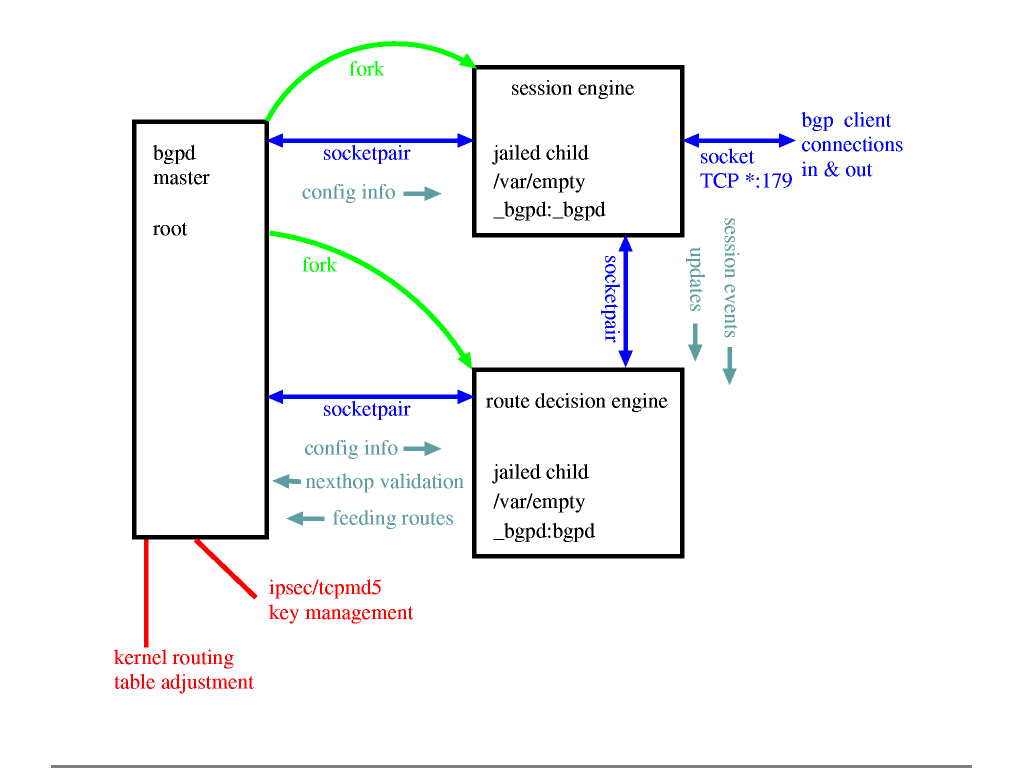 fork
session engine
bgpd
master
root
socketpair
config info
jailed child
/var/empty
_bgpd:_bgpd
socket
TCP *:179
bgp  client
connections
in & out
fork
socketpair
updates
session events
socketpair
config info
nexthop validation
feeding routes
route decision engine
jailed child
/var/empty
_bgpd:bgpd
ipsec/tcpmd5
key management
kernel routing
table adjustment